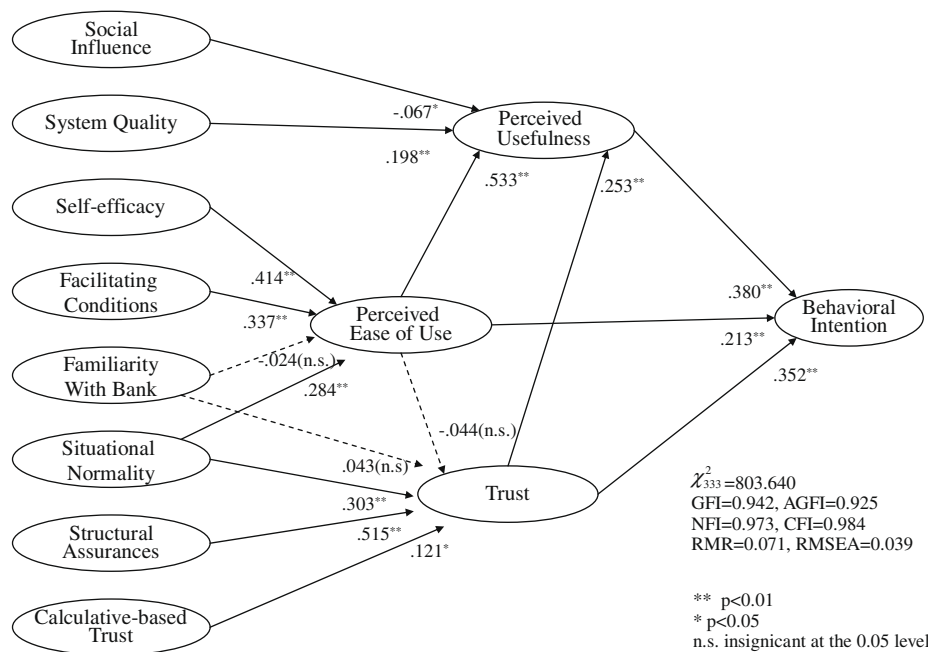 Social
Influence
System Quality
-.067*
Perceived
Usefulness
.198**
.533**
.253**
Self-efficacy
.414**
Facilitating
Conditions
.337**
Perceived
Ease of Use
.380**
Behavioral
Intention
.213**
Familiarity
With Bank
-.024(n.s.)
.284**
.352**
-.044(n.s.)
Situational
Normality
.043(n.s)
Trust
.303**
Structural
Assurances
.515**
.121*
Calculative-based
Trust
χ²₃₃₃=803.640
GFI=0.942, AGFI=0.925
NFI=0.973, CFI=0.984
RMR=0.071, RMSEA=0.039
** p<0.01
* p<0.05
n.s. insignicant at the 0.05 level